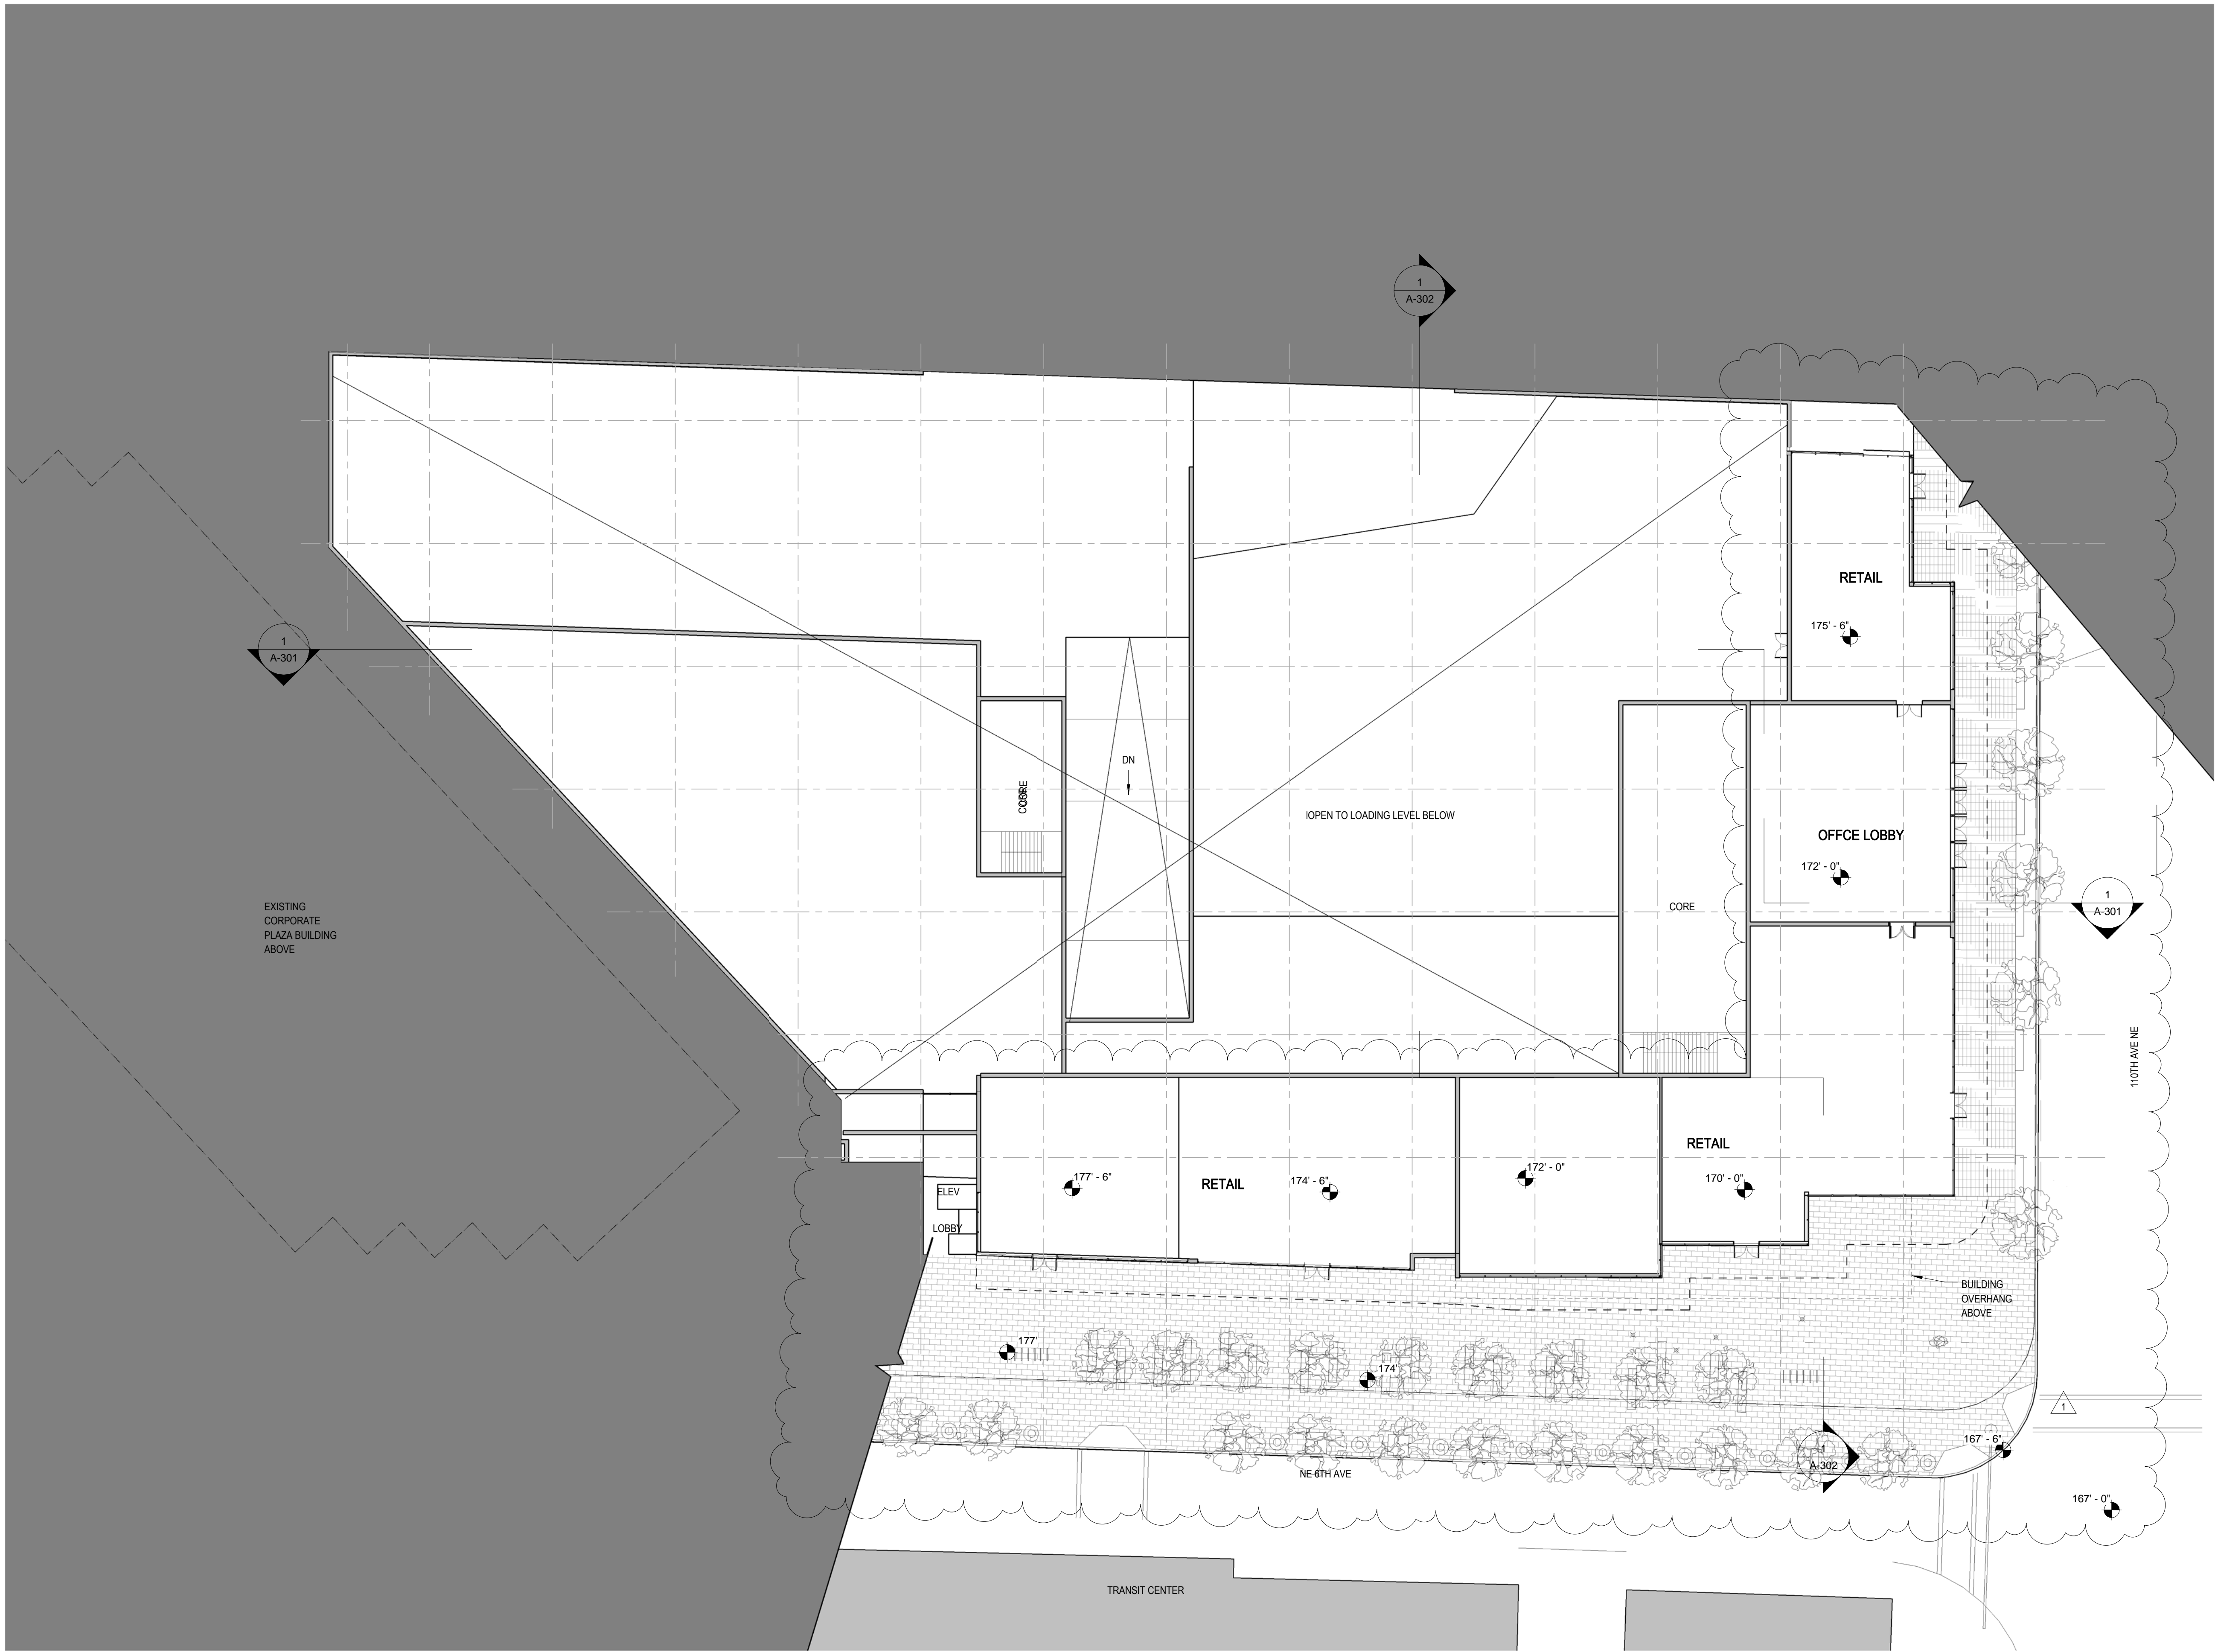 1
A-302
RETAIL
175' - 6"
1
A-301
DN
CORE
IOPEN TO LOADING LEVEL BELOW
OFFCE LOBBY
172' - 0"
EXISTING
CORPORATE
PLAZA BUILDING
ABOVE
CORE
1
A-301
110TH AVE NE
RETAIL
177' - 6"
RETAIL
174' - 6"
172' - 0"
170' - 0"
ELEV
LOBBY
BUILDING
OVERHANG
ABOVE
177'
174'
1
167' - 6"
1
A-302
NE 6TH AVE
167' - 0"
TRANSIT CENTER